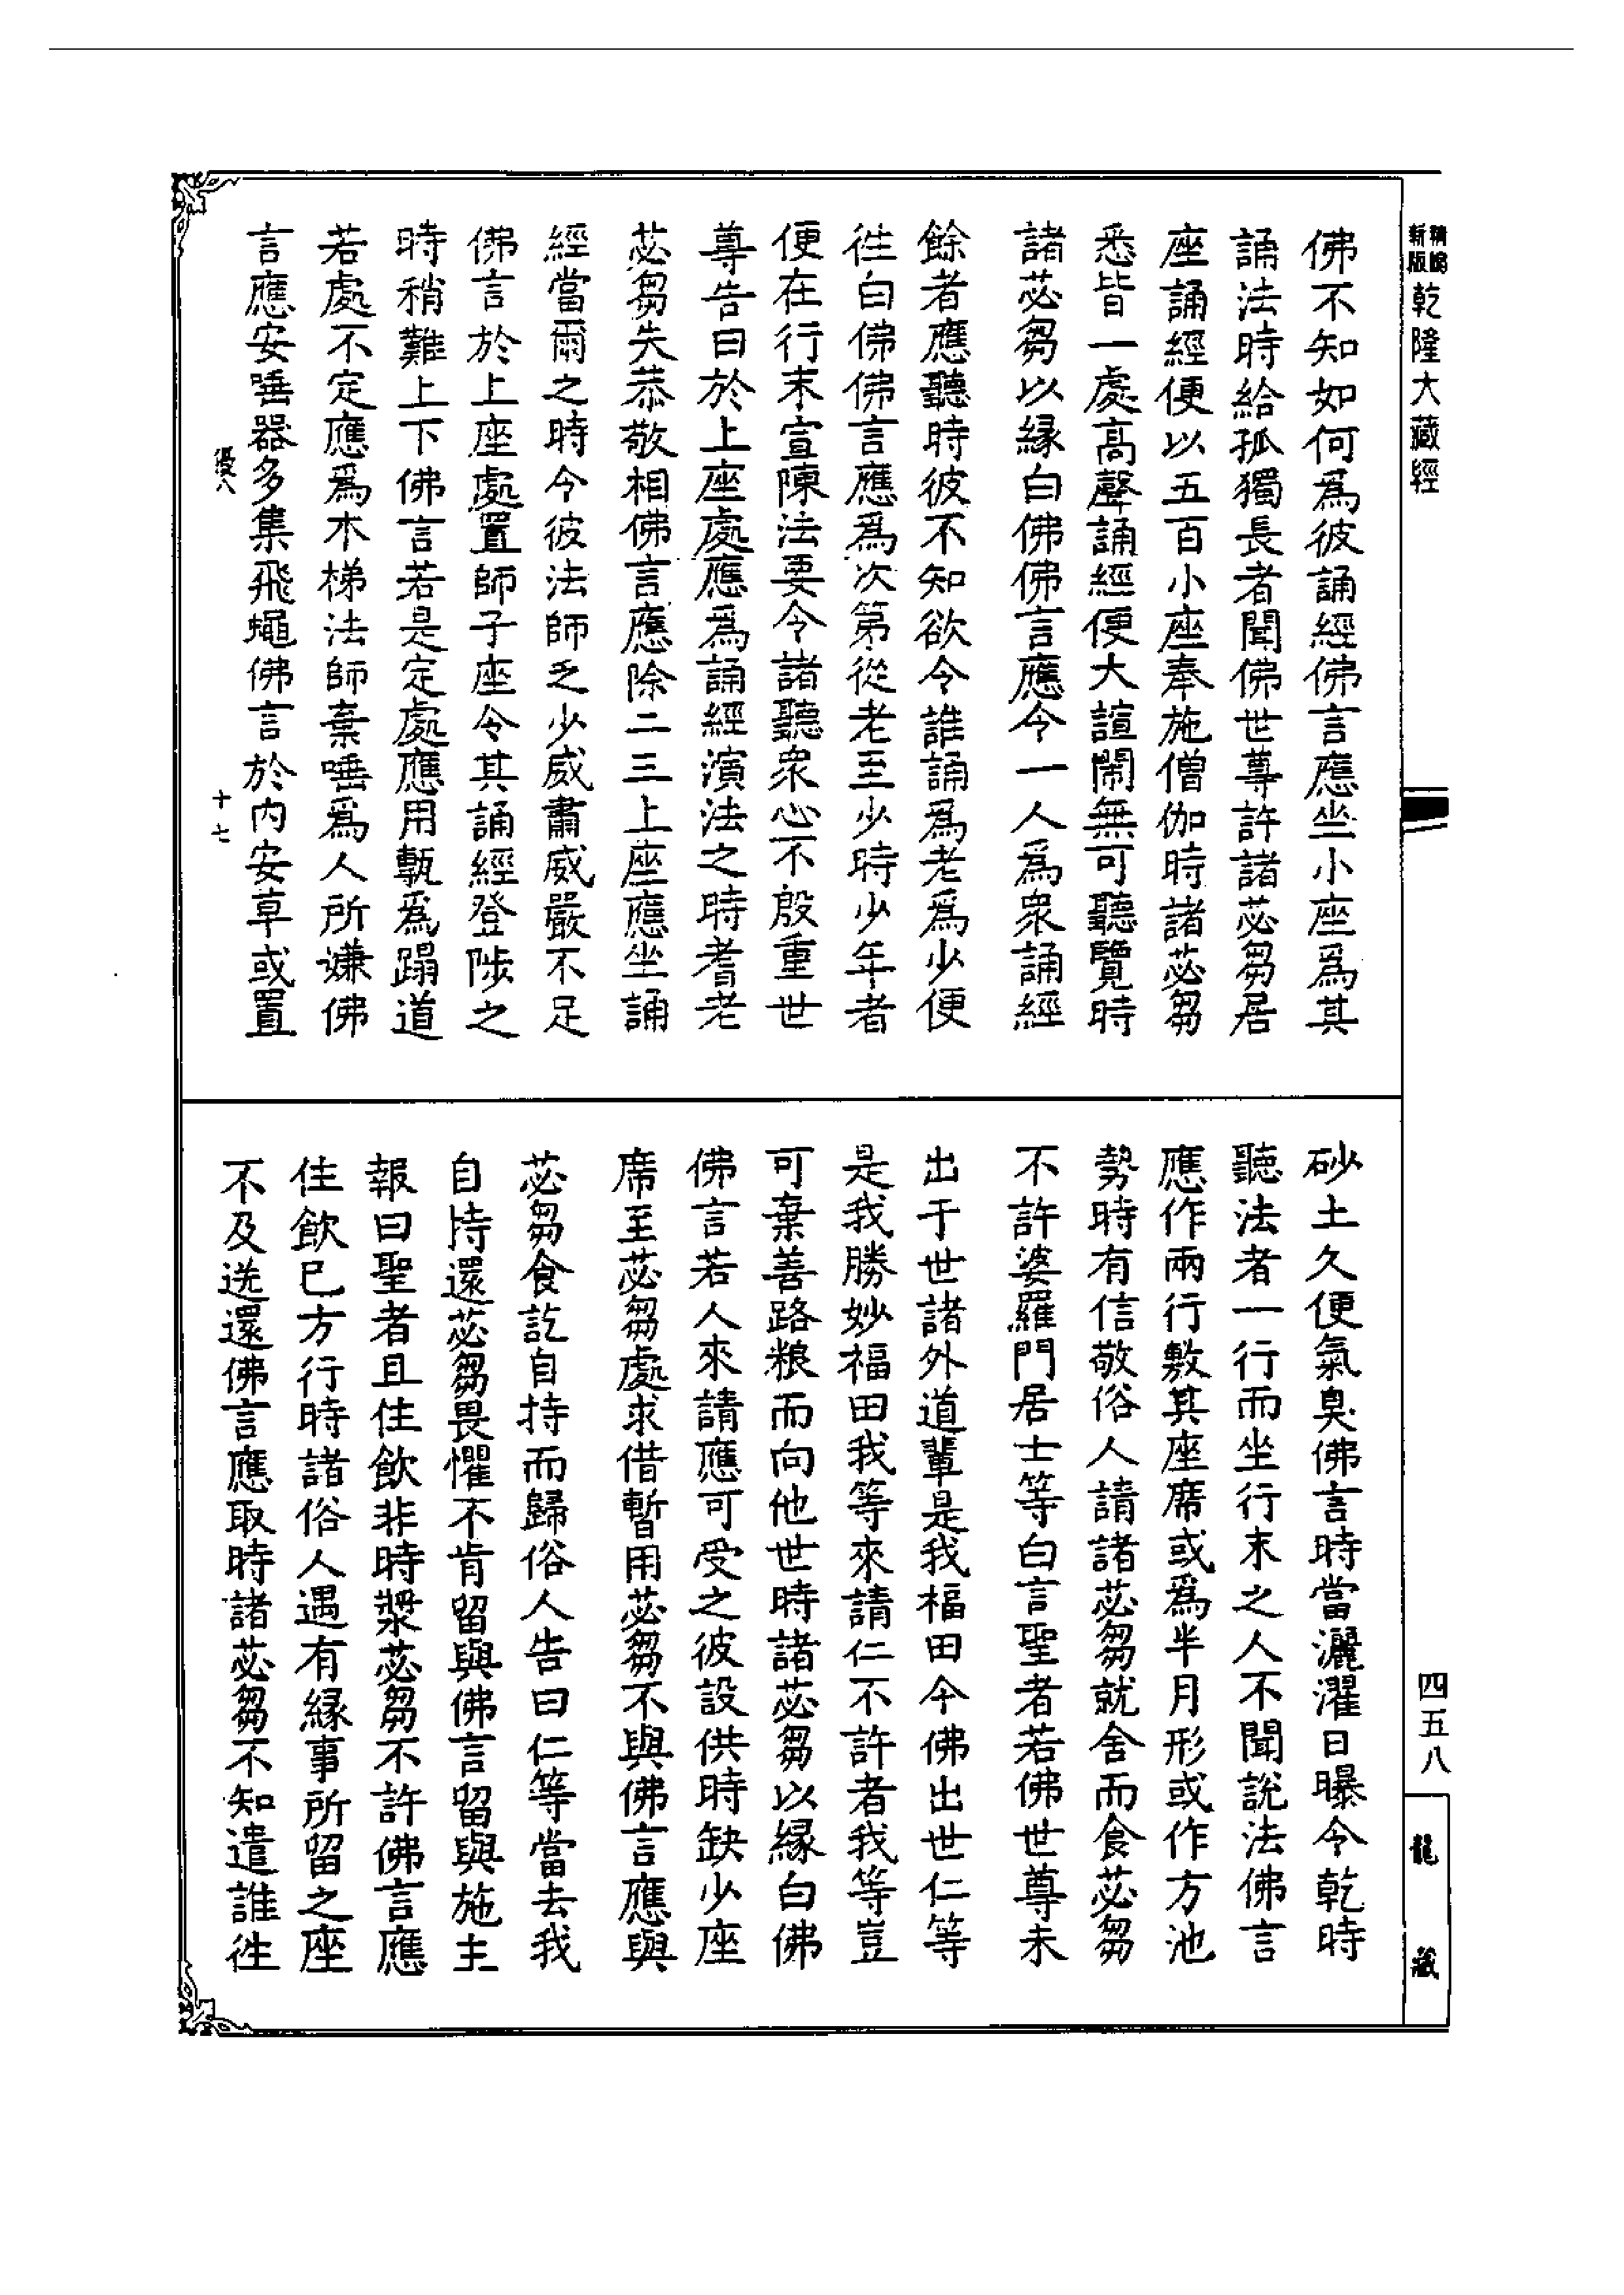 新版
精鐫
乾隆大藏經
佛不知如何爲彼誦經佛言應坐小座爲其
誦法時給孤獨長者聞佛世尊許諸苾芻居
座誦經便以五百小座奉施僧伽時諸苾芻
悉皆一處高聲誦經便大諠鬧無可聽覽時
諸苾芻以縁白佛佛言應令一人爲眾誦經
餘者應聽時彼不知欲令誰誦爲老爲少便
徃白佛佛言應爲次第從老至少時少年者
便在行末宣陳法要令諸聽眾心不殷重世
尊告曰於上座處應爲誦經演法之時耆老
苾芻失恭敬相佛言應除二三上座應坐誦
經當爾之時令彼法師乏少威肅威嚴不足
佛言於上座處置師子座令其誦經登陟之
時稍難上下佛言若是定處應用甎爲蹋道
若處不定應爲木梯法師棄唾爲人所嫌佛
言應安唾器多集飛蠅佛言於內安草或置
優八
十七
砂土久便氣臭佛言時當灑濯日曝令乾時
聽法者一行而坐行末之人不聞說法佛言
應作兩行敷其座席或爲半月形或作方池
勢時有信敬俗人請諸苾芻就舍而食苾芻
不許婆羅門居士等白言聖者若佛世尊未
出于世諸外道輩是我福田今佛出世仁等
是我勝妙福田我等來請仁不許者我等豈
可棄善路粮而向他世時諸苾芻以縁白佛
佛言若人來請應可受之彼設供時缺少座
席至苾芻處求借暫用苾芻不與佛言應與
苾芻食訖自持而歸俗人告曰仁等當去我
自持還苾芻畏懼不肯留與佛言留與施主
報曰聖者且住飲非時漿苾芻不許佛言應
住飲已方行時諸俗人遇有縁事所留之座
不及送還佛言應取時諸苾芻不知遣誰徃
四五八
龍藏